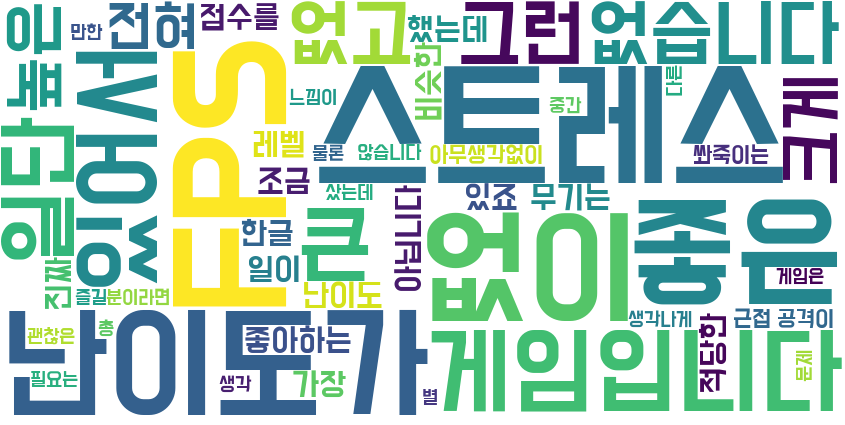 은
높
만한
전혀
점수를
없고
했는데
그런
없습니다
있어서
FPS
느낌이
비슷한
스트레스
중간
다른
크게
일단
레벨
물론
않습니다
아무생각없이
쏴죽이는
조금
샀는데
있죠
무기는
한글
일이
큰
아닙니다
없이
좋은
진짜
즐길
분이라면
난이도
게임은
괜찮은
총
난이도가
좋아하는
생각나게
근접
공격이
적당한
게임입니다
문제
필요는
생각
가장
별